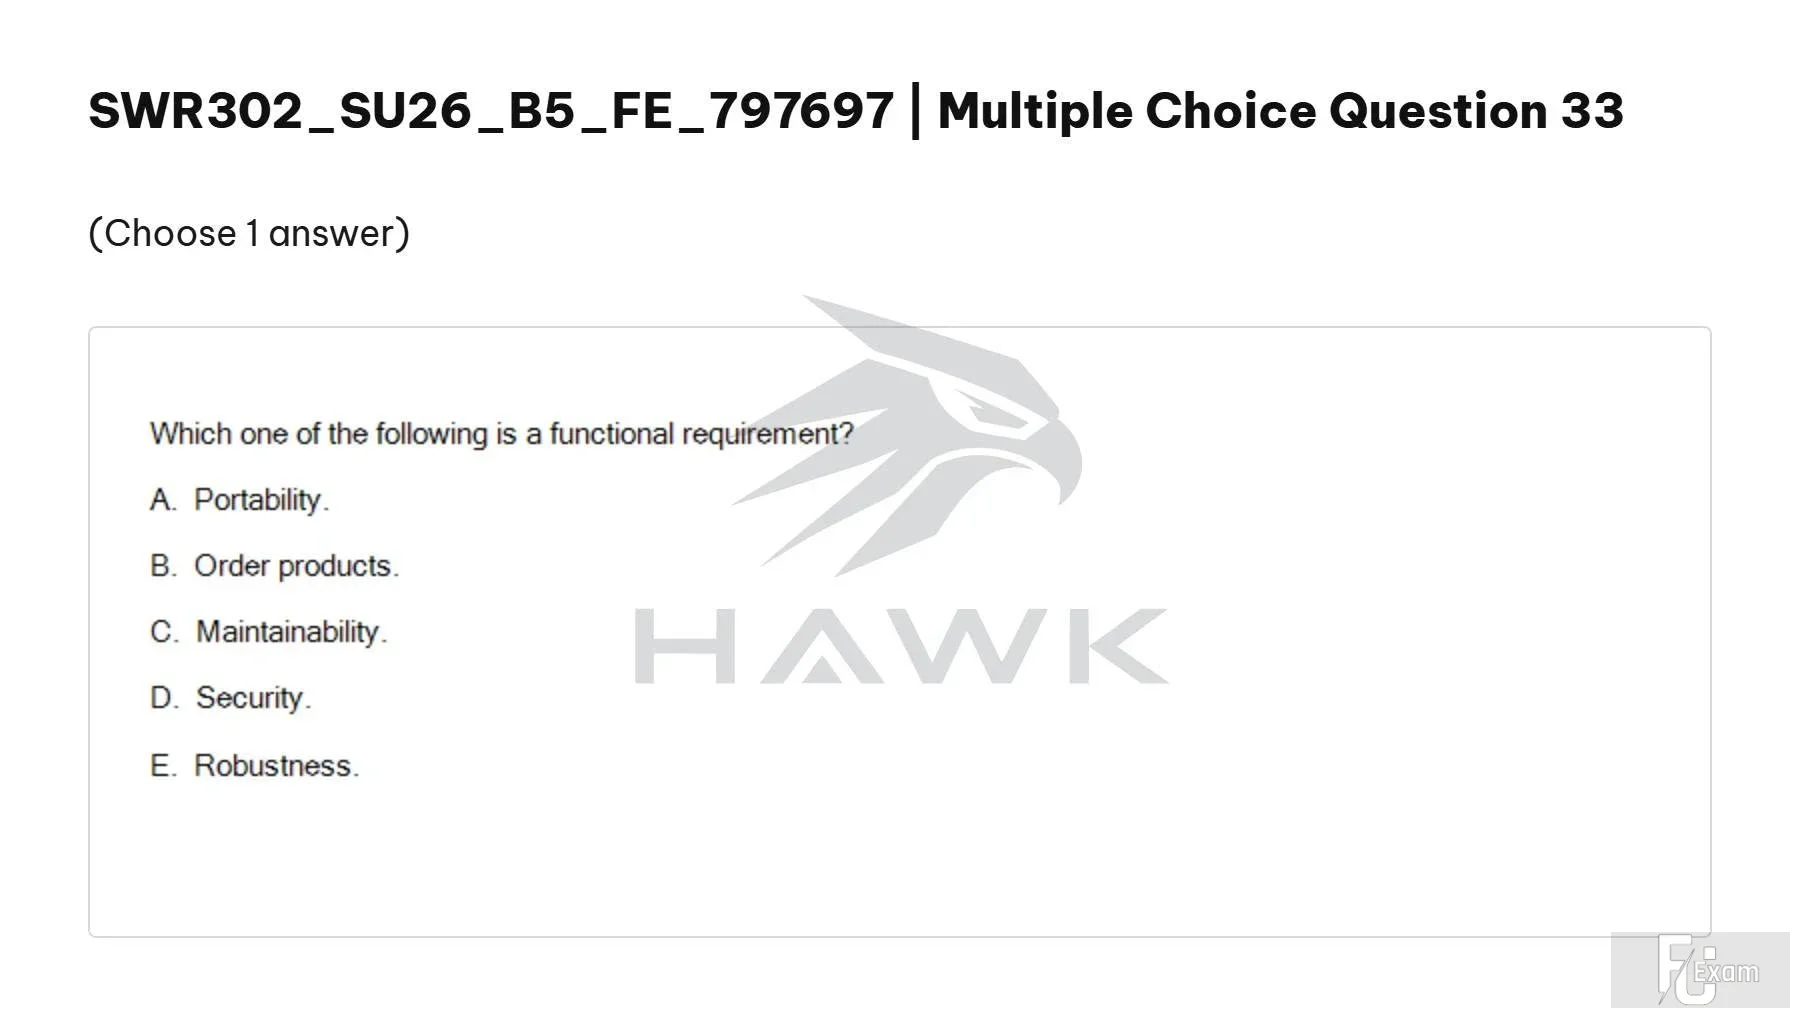 SWR302_SU26_B5_FE_797697 | Multiple Choice Question 33
(Choose 1 answer)
Which one of the following is a functional requirement?
A. Portability.
B. Order products.
C. Maintainability.
D. Security.
E. Robustness.
HAWK
FU Exam